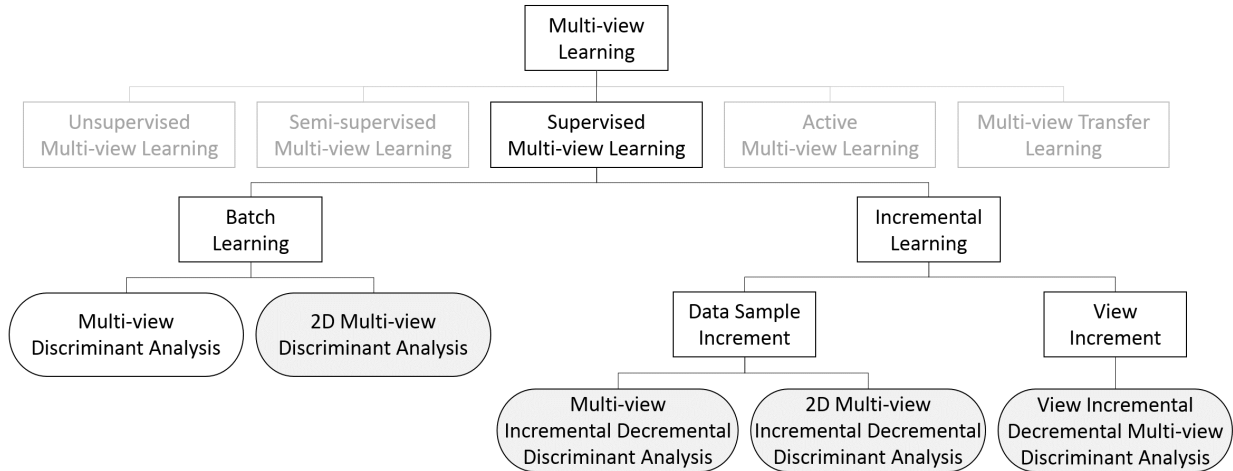 Multi-view
Learning
Unsupervised
Multi-view Learning
Semi-supervised
Multi-view Learning
Supervised
Multi-view Learning
Active
Multi-view Learning
Multi-view Transfer
Learning
Batch
Learning
Incremental
Learning
Multi-view
Discriminant Analysis
2D Multi-view
Discriminant Analysis
Data Sample
Increment
View
Increment
Multi-view
Incremental Decremental
Discriminant Analysis
2D Multi-view
Incremental Decremental
Discriminant Analysis
View Incremental
Decremental Multi-view
Discriminant Analysis